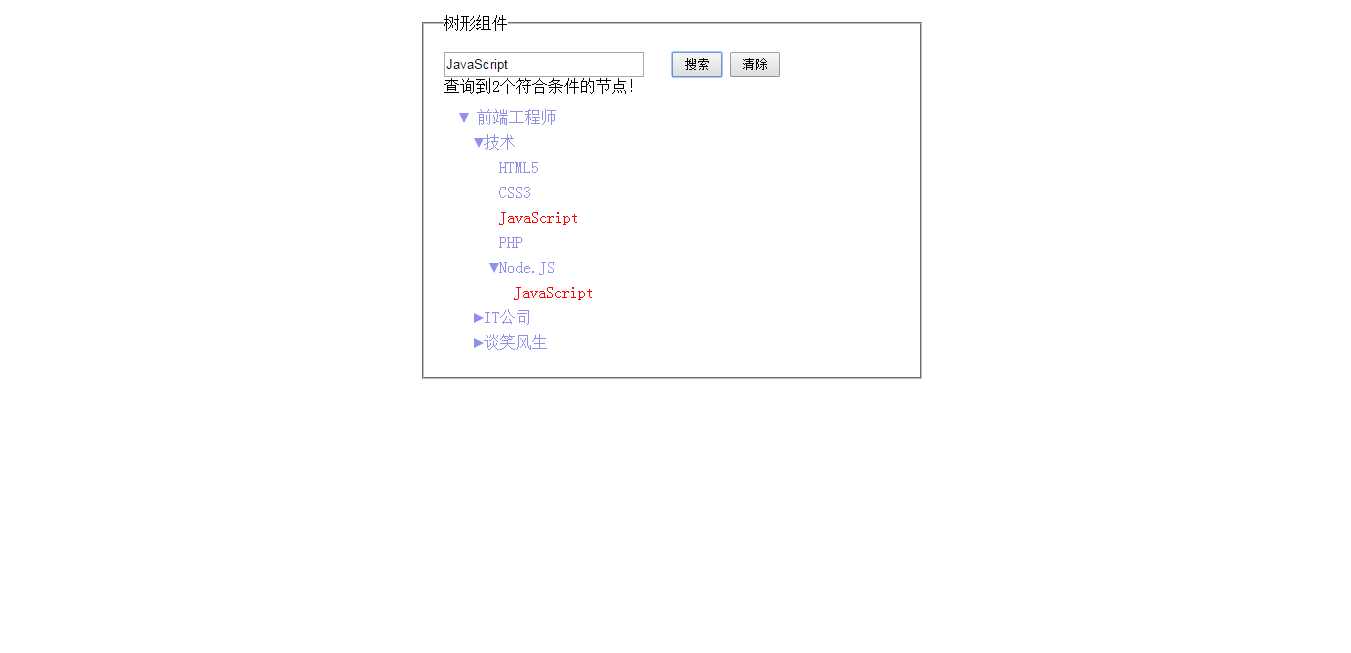 树形组件
JavaScript 搜索 清除
查询到2个符合条件的节点!
▼ 前端工程师
▼技术
HTML5
CSS3
JavaScript
PHP
▼Node.JS
JavaScript
▶IT公司
▶谈笑风生